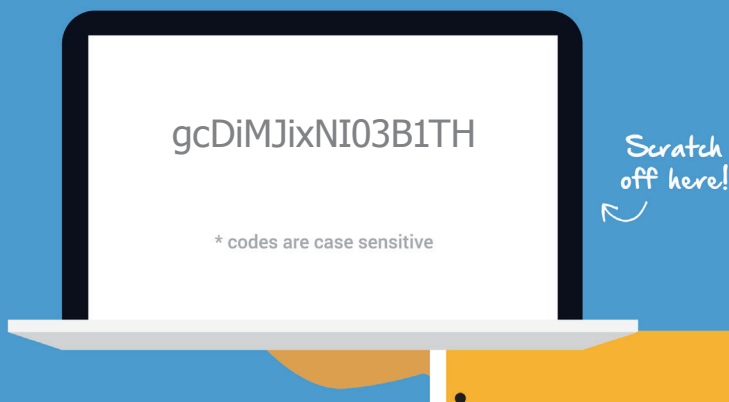 gcDiMJixNI03B1TH
* codes are case sensitive
Scratch
off here!